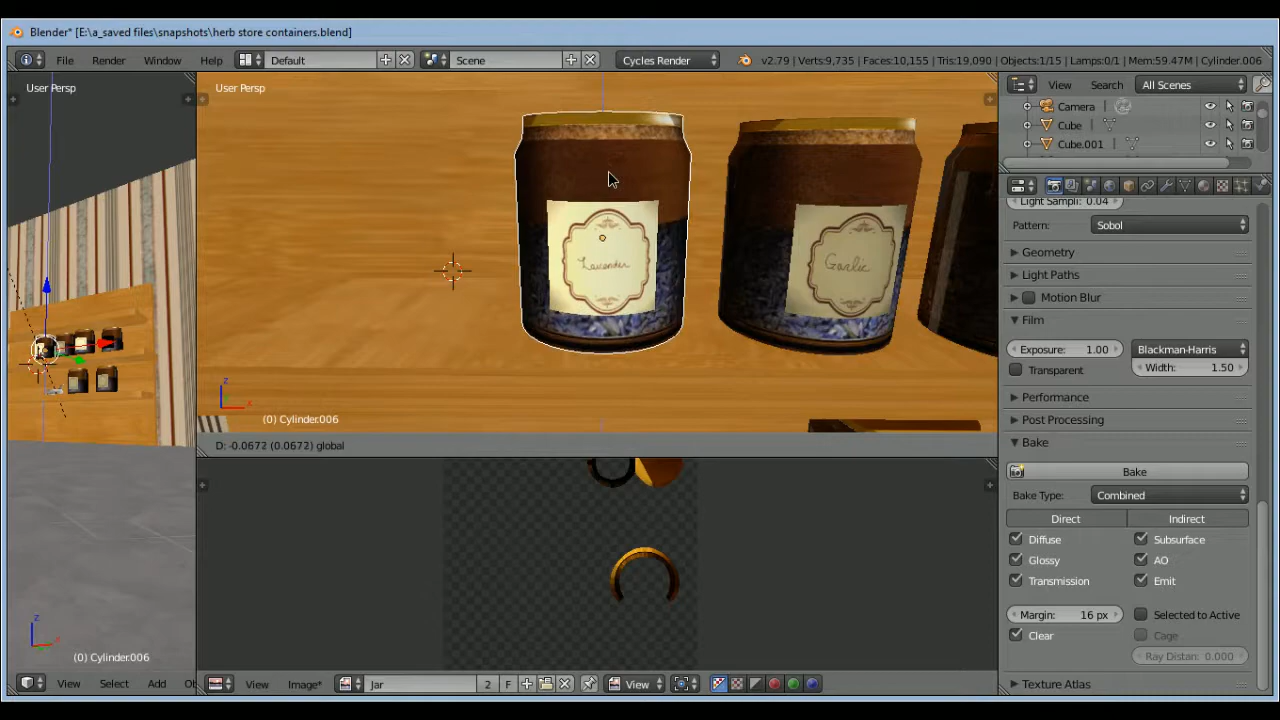 Blender* [E:\a_saved files\snapshots\herb store containers.blend]
File Render Window Help Default Scene Cycles Render v2.79 | Verts:9,735 | Faces:10,155 | Tris:19,090 | Objects:1/15 | Lamps:0/1 | Mem:59.47M | Cylinder.006
User Persp
User Persp
View Search All Scenes
Camera
Cube
Cube.001
Light Sampli: 0.04
Pattern: Sobol
Geometry
Light Paths
Motion Blur
Film
Exposure: 1.00 Blackman-Harris
Transparent Width: 1.50
Performance
Post Processing
Bake
Bake
Bake Type: Combined
Direct Indirect
Diffuse Subsurface
Glossy AO
Transmission Emit
Margin: 16 px Selected to Active
Clear Cage
Ray Distan: 0.000
Texture Atlas
Lavender
Garlic
z
x
(0) Cylinder.006
D: -0.0672 (0.0672) global
z
x
(0) Cylinder.006
View Select Add
View Image* Jar 2 F View